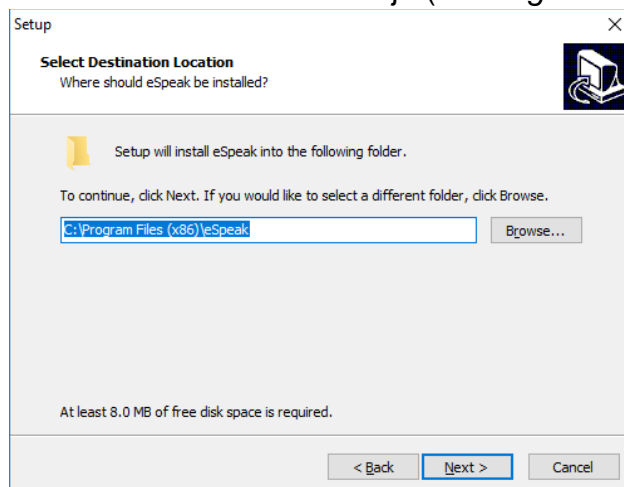 Setup
Select Destination Location
Where should eSpeak be installed?
Setup will install eSpeak into the following folder.
To continue, click Next. If you would like to select a different folder, click Browse.
C:\Program Files (x86)\eSpeak
Browse...
At least 8.0 MB of free disk space is required.
< Back Next > Cancel